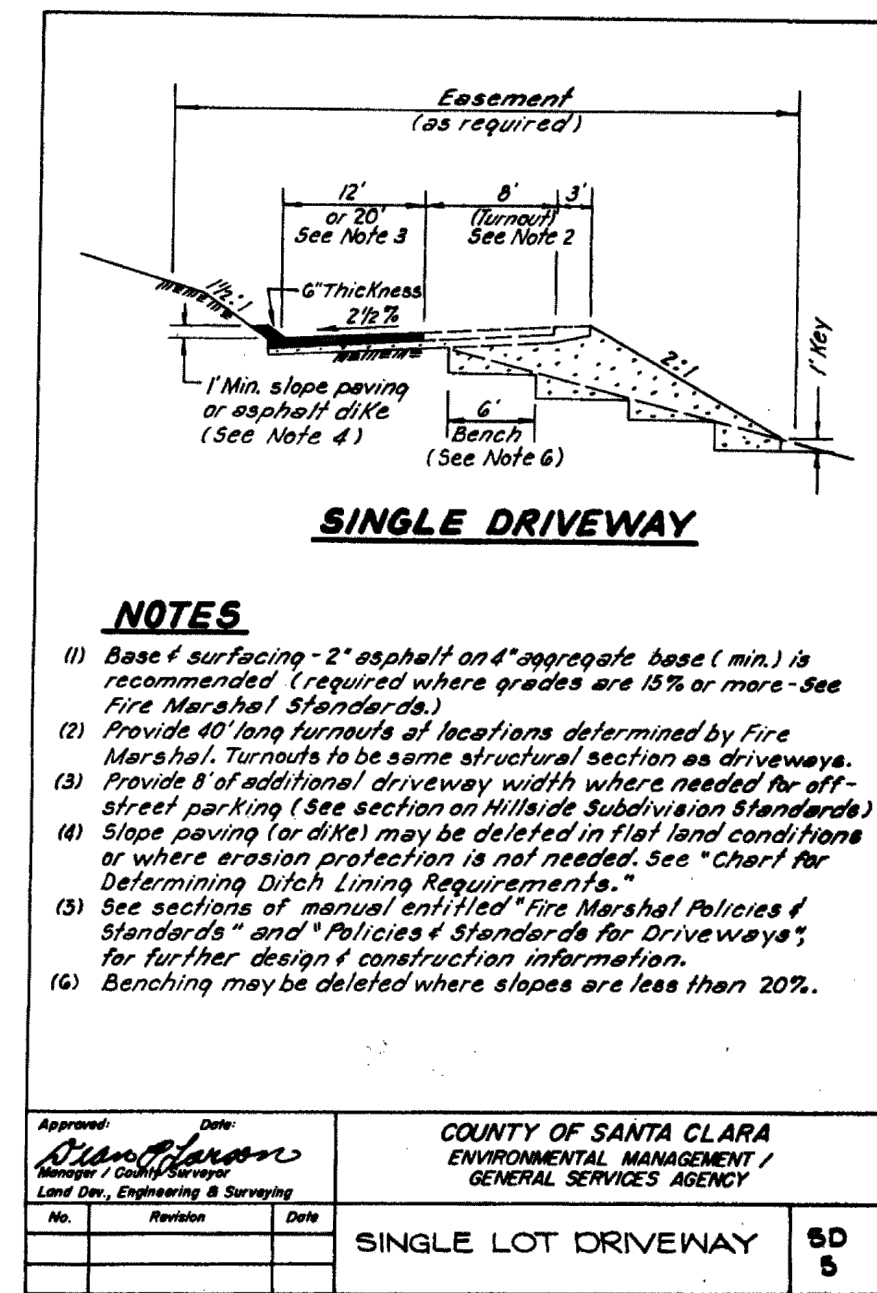 Easement
(as required)
12' 8' 3'
or 20' (Turnout)
See Note 3 See Note 2
1½:1
6" Thickness
2½%
2:1
1' Key
1' Min. slope paving
or asphalt dike
(See Note 4)
6'
Bench
(See Note 6)
SINGLE DRIVEWAY
NOTES
(1) Base & surfacing - 2" asphalt on 4" aggregate base (min.) is
recommended (required where grades are 15% or more - See
Fire Marshal Standards.)
(2) Provide 40' long turnouts at locations determined by Fire
Marshal. Turnouts to be same structural section as driveways.
(3) Provide 8' of additional driveway width where needed for off-
street parking (See section on Hillside Subdivision Standards)
(4) Slope paving (or dike) may be deleted in flat land conditions
or where erosion protection is not needed. See "Chart for
Determining Ditch Lining Requirements."
(5) See sections of manual entitled "Fire Marshal Policies &
Standards" and "Policies & Standards for Driveways",
for further design & construction information.
(6) Benching may be deleted where slopes are less than 20%.
Approved: Date:
Dean P Larson
Manager / County Surveyor
Land Dev., Engineering & Surveying
No. Revision Date
COUNTY OF SANTA CLARA
ENVIRONMENTAL MANAGEMENT /
GENERAL SERVICES AGENCY
SINGLE LOT DRIVEWAY
SD
5